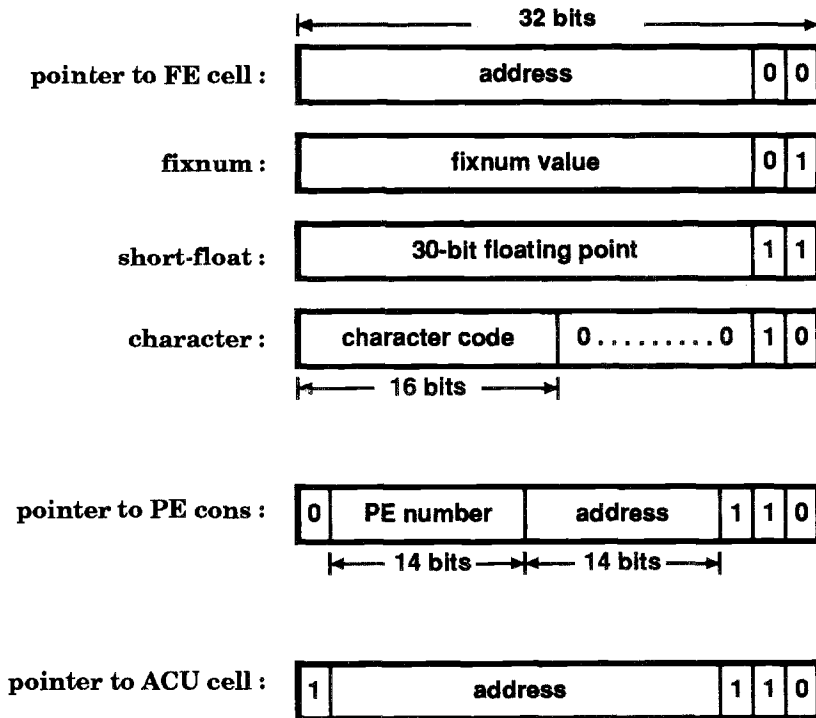 32 bits
pointer to FE cell : address 0 0
fixnum : fixnum value 0 1
short-float : 30-bit floating point 1 1
character : character code 0.........0 1 0
16 bits
pointer to PE cons : 0 PE number address 1 1 0
14 bits 14 bits
pointer to ACU cell : 1 address 1 1 0